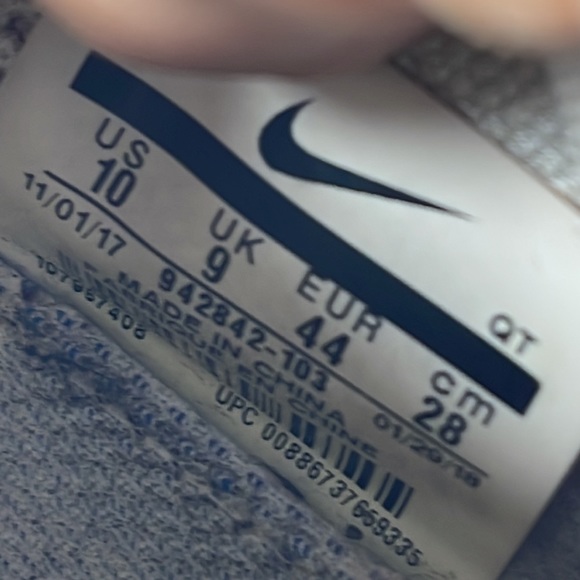 QT
US UK EUR cm
10 9 44 28
11/01/17 942842-103 01/29/18
MADE IN CHINA
UPC 00886737669335